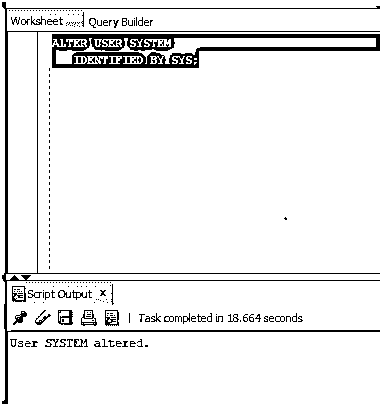 Worksheet Query Builder
ALTER USER SYSTEM
IDENTIFIED BY SYS;
Script Output x
Task completed in 18.664 seconds
User SYSTEM altered.